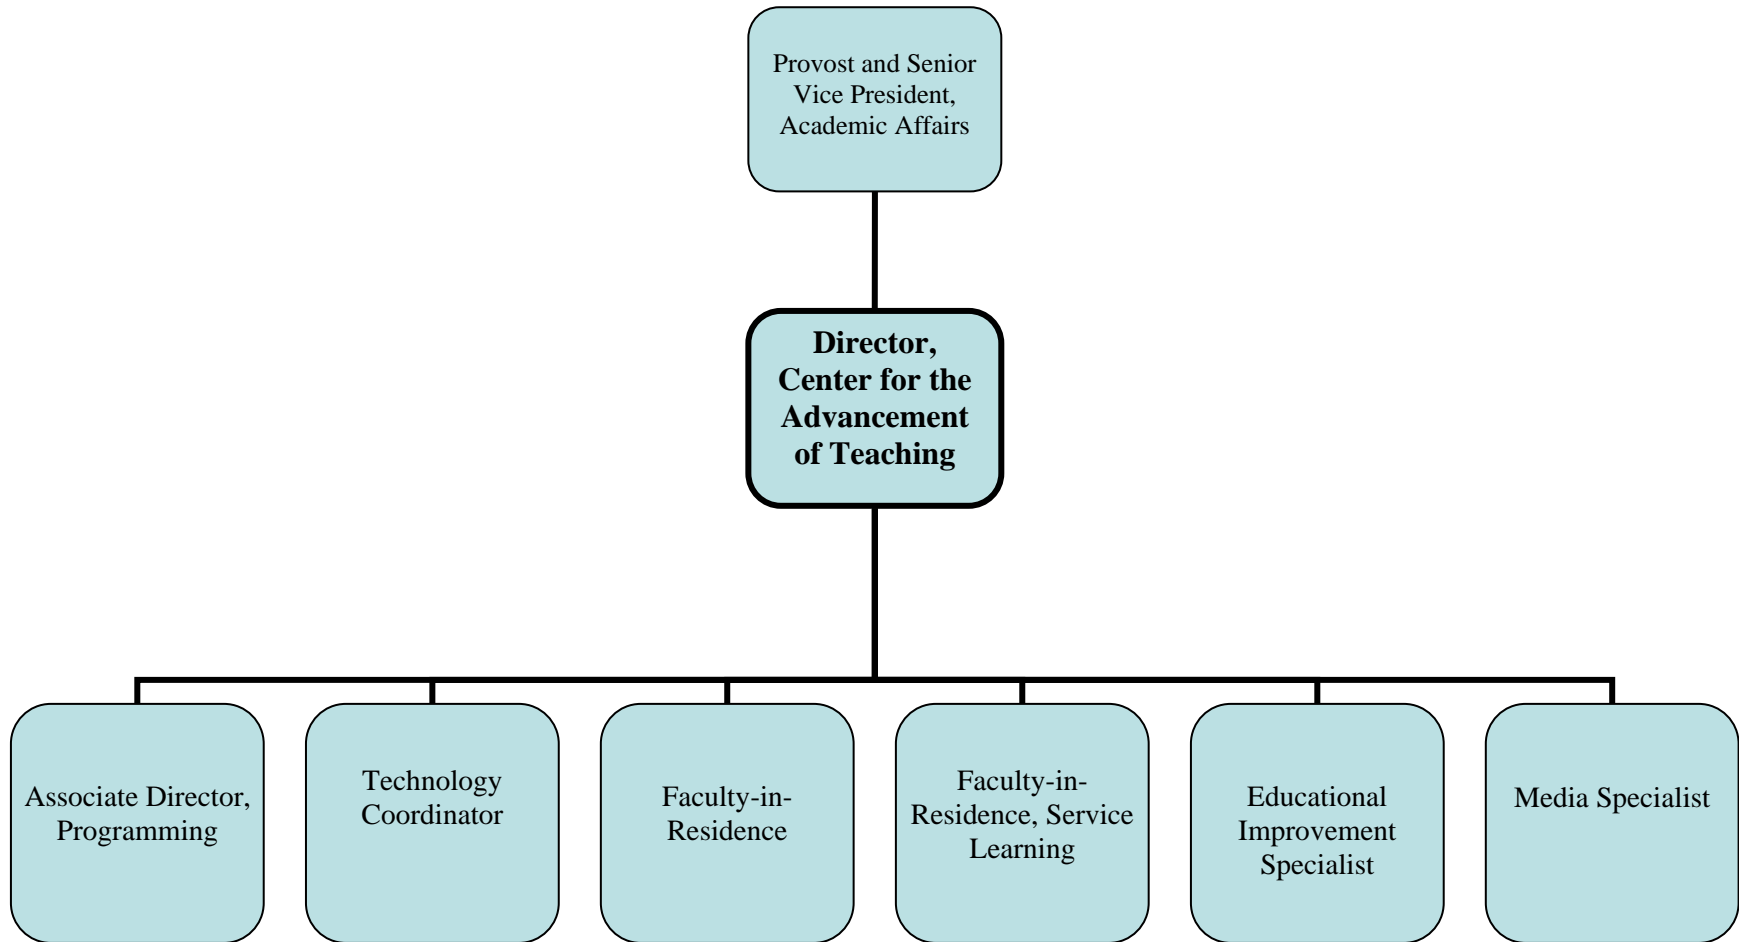 Provost and Senior
Vice President,
Academic Affairs
Director,
Center for the
Advancement
of Teaching
Associate Director,
Programming
Technology
Coordinator
Faculty-in-
Residence
Faculty-in-
Residence, Service
Learning
Educational
Improvement
Specialist
Media Specialist